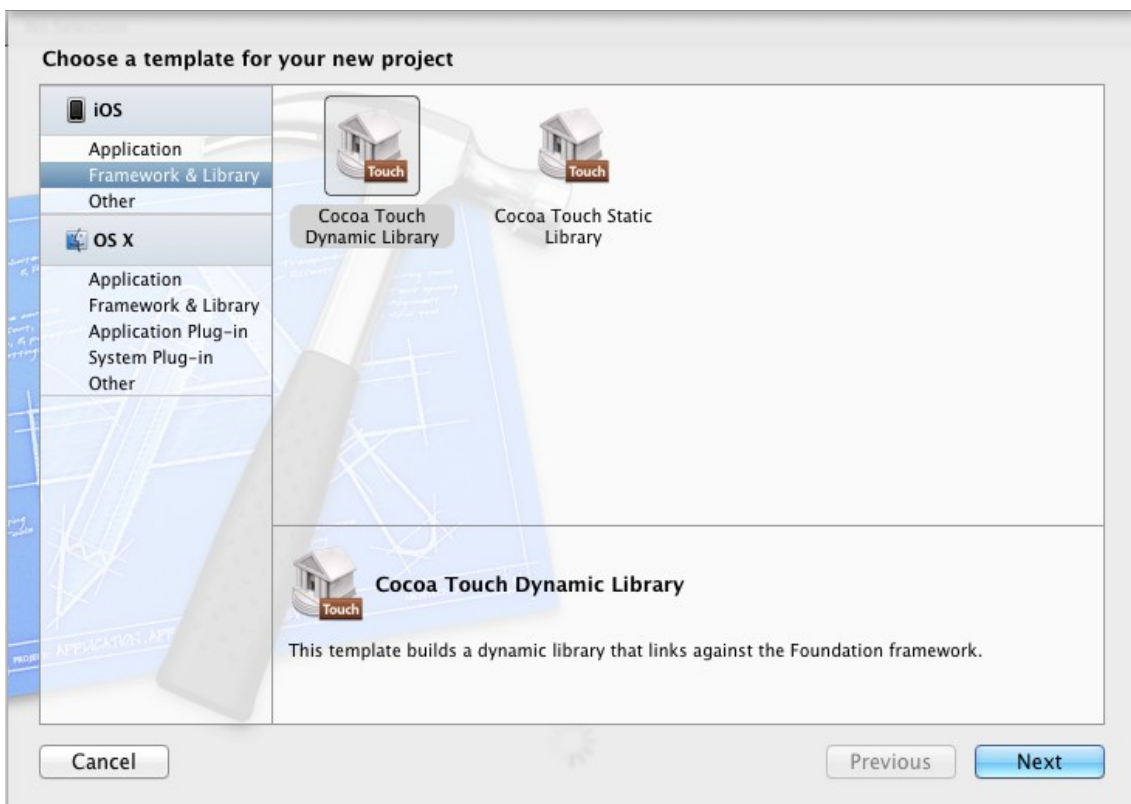 Choose a template for your new project
iOS
Application
Framework & Library
Other
OS X
Application
Framework & Library
Application Plug-in
System Plug-in
Other
Touch
Cocoa Touch
Dynamic Library
Touch
Cocoa Touch Static
Library
Touch
Cocoa Touch Dynamic Library
This template builds a dynamic library that links against the Foundation framework.
Cancel
Previous
Next